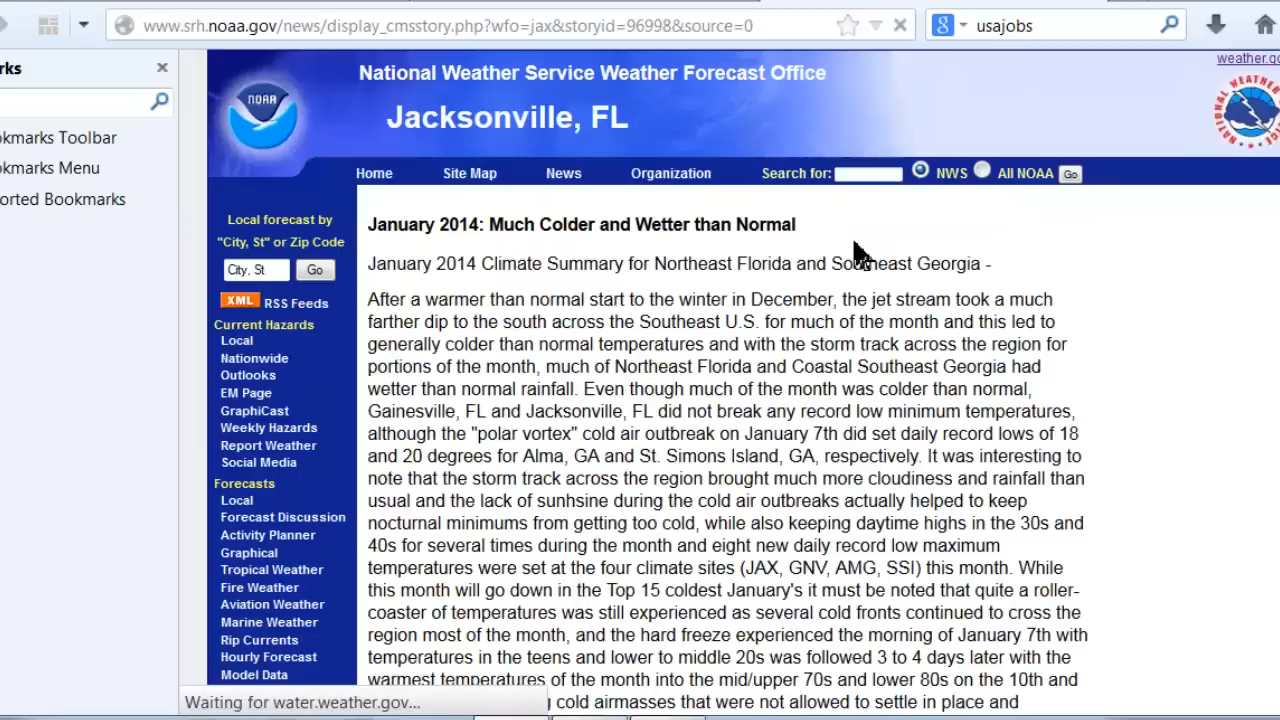 www.srh.noaa.gov/news/display_cmsstory.php?wfo=jax&storyid=96998&source=0
usajobs
rks
okmarks Toolbar
okmarks Menu
orted Bookmarks
weather.go
National Weather Service Weather Forecast Office
Jacksonville, FL
NOAA
NATIONAL WEATHER
Home Site Map News Organization Search for: NWS All NOAA Go
Local forecast by
"City, St" or Zip Code
City, St Go
XML RSS Feeds
Current Hazards
Local
Nationwide
Outlooks
EM Page
GraphiCast
Weekly Hazards
Report Weather
Social Media
Forecasts
Local
Forecast Discussion
Activity Planner
Graphical
Tropical Weather
Fire Weather
Aviation Weather
Marine Weather
Rip Currents
Hourly Forecast
Model Data
January 2014: Much Colder and Wetter than Normal
January 2014 Climate Summary for Northeast Florida and Southeast Georgia -
After a warmer than normal start to the winter in December, the jet stream took a much
farther dip to the south across the Southeast U.S. for much of the month and this led to
generally colder than normal temperatures and with the storm track across the region for
portions of the month, much of Northeast Florida and Coastal Southeast Georgia had
wetter than normal rainfall. Even though much of the month was colder than normal,
Gainesville, FL and Jacksonville, FL did not break any record low minimum temperatures,
although the "polar vortex" cold air outbreak on January 7th did set daily record lows of 18
and 20 degrees for Alma, GA and St. Simons Island, GA, respectively. It was interesting to
note that the storm track across the region brought much more cloudiness and rainfall than
usual and the lack of sunhsine during the cold air outbreaks actually helped to keep
nocturnal minimums from getting too cold, while also keeping daytime highs in the 30s and
40s for several times during the month and eight new daily record low maximum
temperatures were set at the four climate sites (JAX, GNV, AMG, SSI) this month. While
this month will go down in the Top 15 coldest January's it must be noted that quite a roller-
coaster of temperatures was still experienced as several cold fronts continued to cross the
region most of the month, and the hard freeze experienced the morning of January 7th with
temperatures in the teens and lower to middle 20s was followed 3 to 4 days later with the
warmest temperatures of the month into the mid/upper 70s and lower 80s on the 10th and
cold airmasses that were not allowed to settle in place and
Waiting for water.weather.gov...